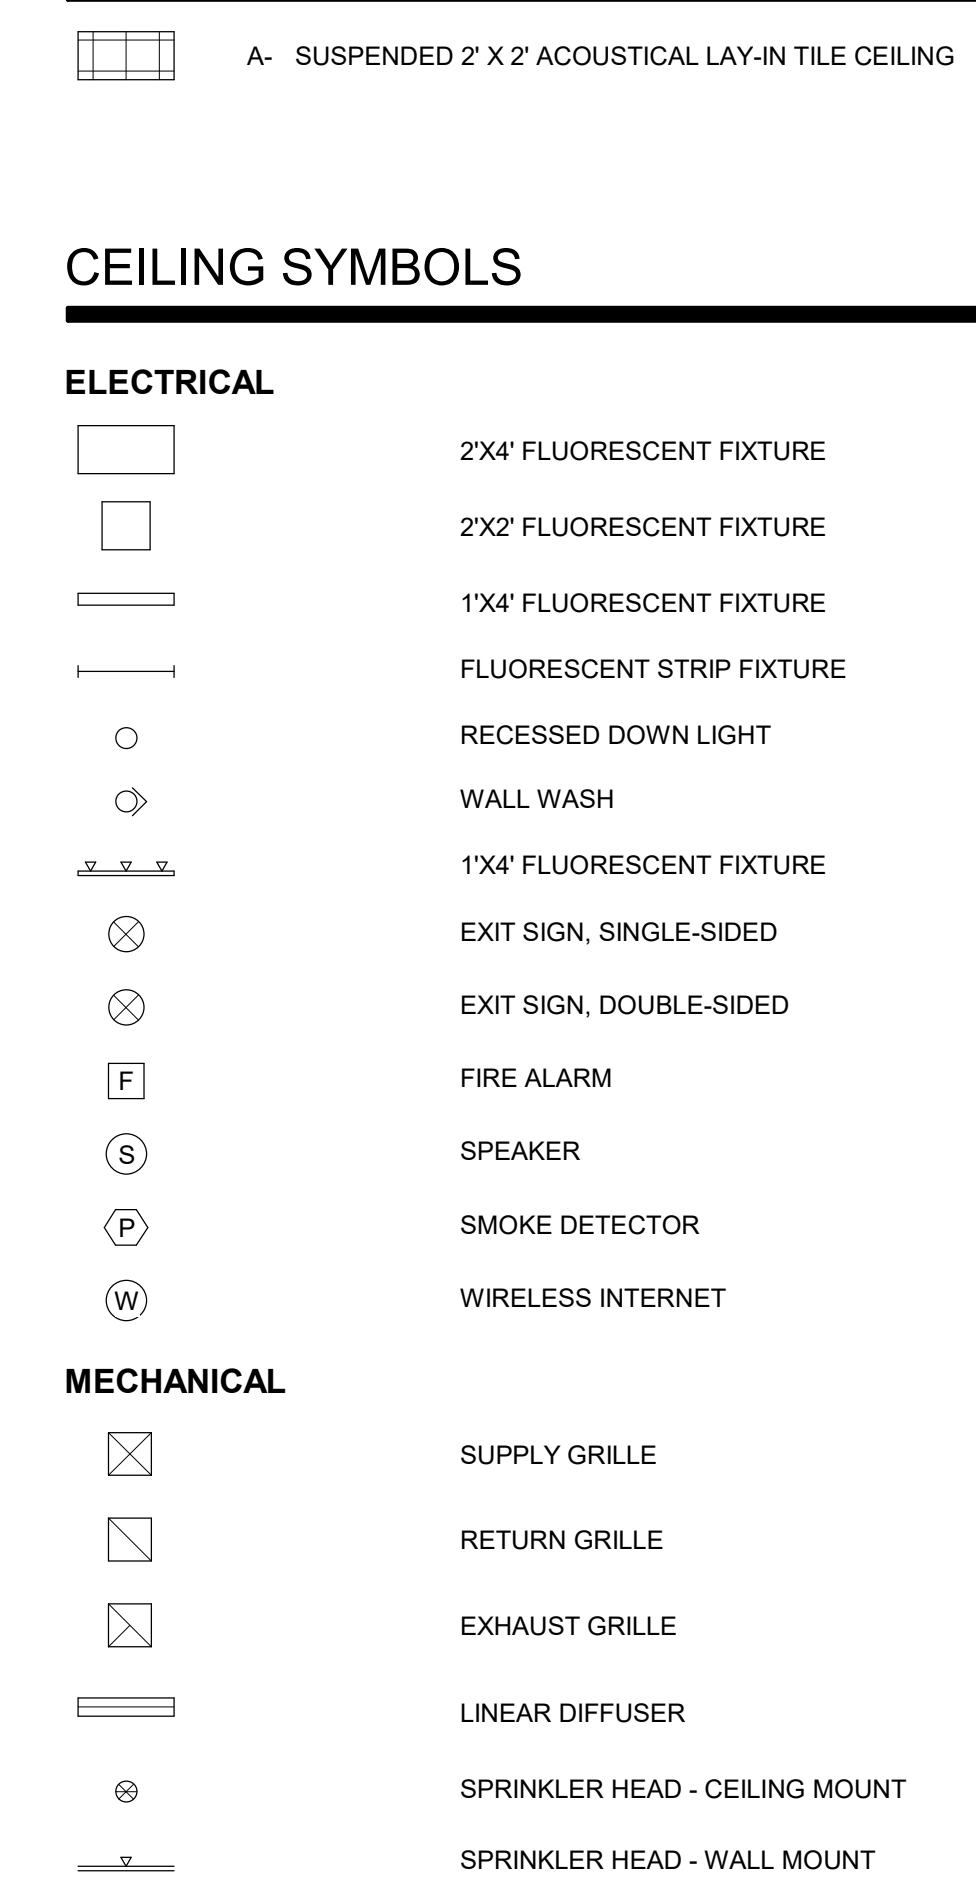 A- SUSPENDED 2' X 2' ACOUSTICAL LAY-IN TILE CEILING
CEILING SYMBOLS
ELECTRICAL
2'X4' FLUORESCENT FIXTURE
2'X2' FLUORESCENT FIXTURE
1'X4' FLUORESCENT FIXTURE
FLUORESCENT STRIP FIXTURE
RECESSED DOWN LIGHT
WALL WASH
1'X4' FLUORESCENT FIXTURE
EXIT SIGN, SINGLE-SIDED
EXIT SIGN, DOUBLE-SIDED
F FIRE ALARM
S SPEAKER
P SMOKE DETECTOR
W WIRELESS INTERNET
MECHANICAL
SUPPLY GRILLE
RETURN GRILLE
EXHAUST GRILLE
LINEAR DIFFUSER
SPRINKLER HEAD - CEILING MOUNT
SPRINKLER HEAD - WALL MOUNT